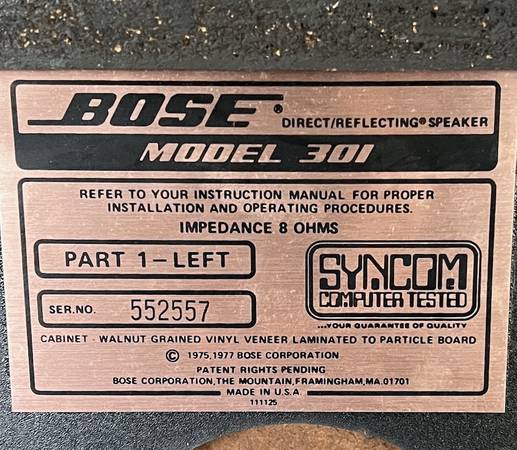 BOSE® DIRECT/REFLECTING® SPEAKER
MODEL 301
REFER TO YOUR INSTRUCTION MANUAL FOR PROPER
INSTALLATION AND OPERATING PROCEDURES.
IMPEDANCE 8 OHMS
PART 1-LEFT
SER.NO. 552557
SYNCOM
COMPUTER TESTED
...YOUR GUARANTEE OF QUALITY
CABINET - WALNUT GRAINED VINYL VENEER LAMINATED TO PARTICLE BOARD
© 1975,1977 BOSE CORPORATION
PATENT RIGHTS PENDING
BOSE CORPORATION,THE MOUNTAIN,FRAMINGHAM,MA.01701
MADE IN U.S.A.
111125